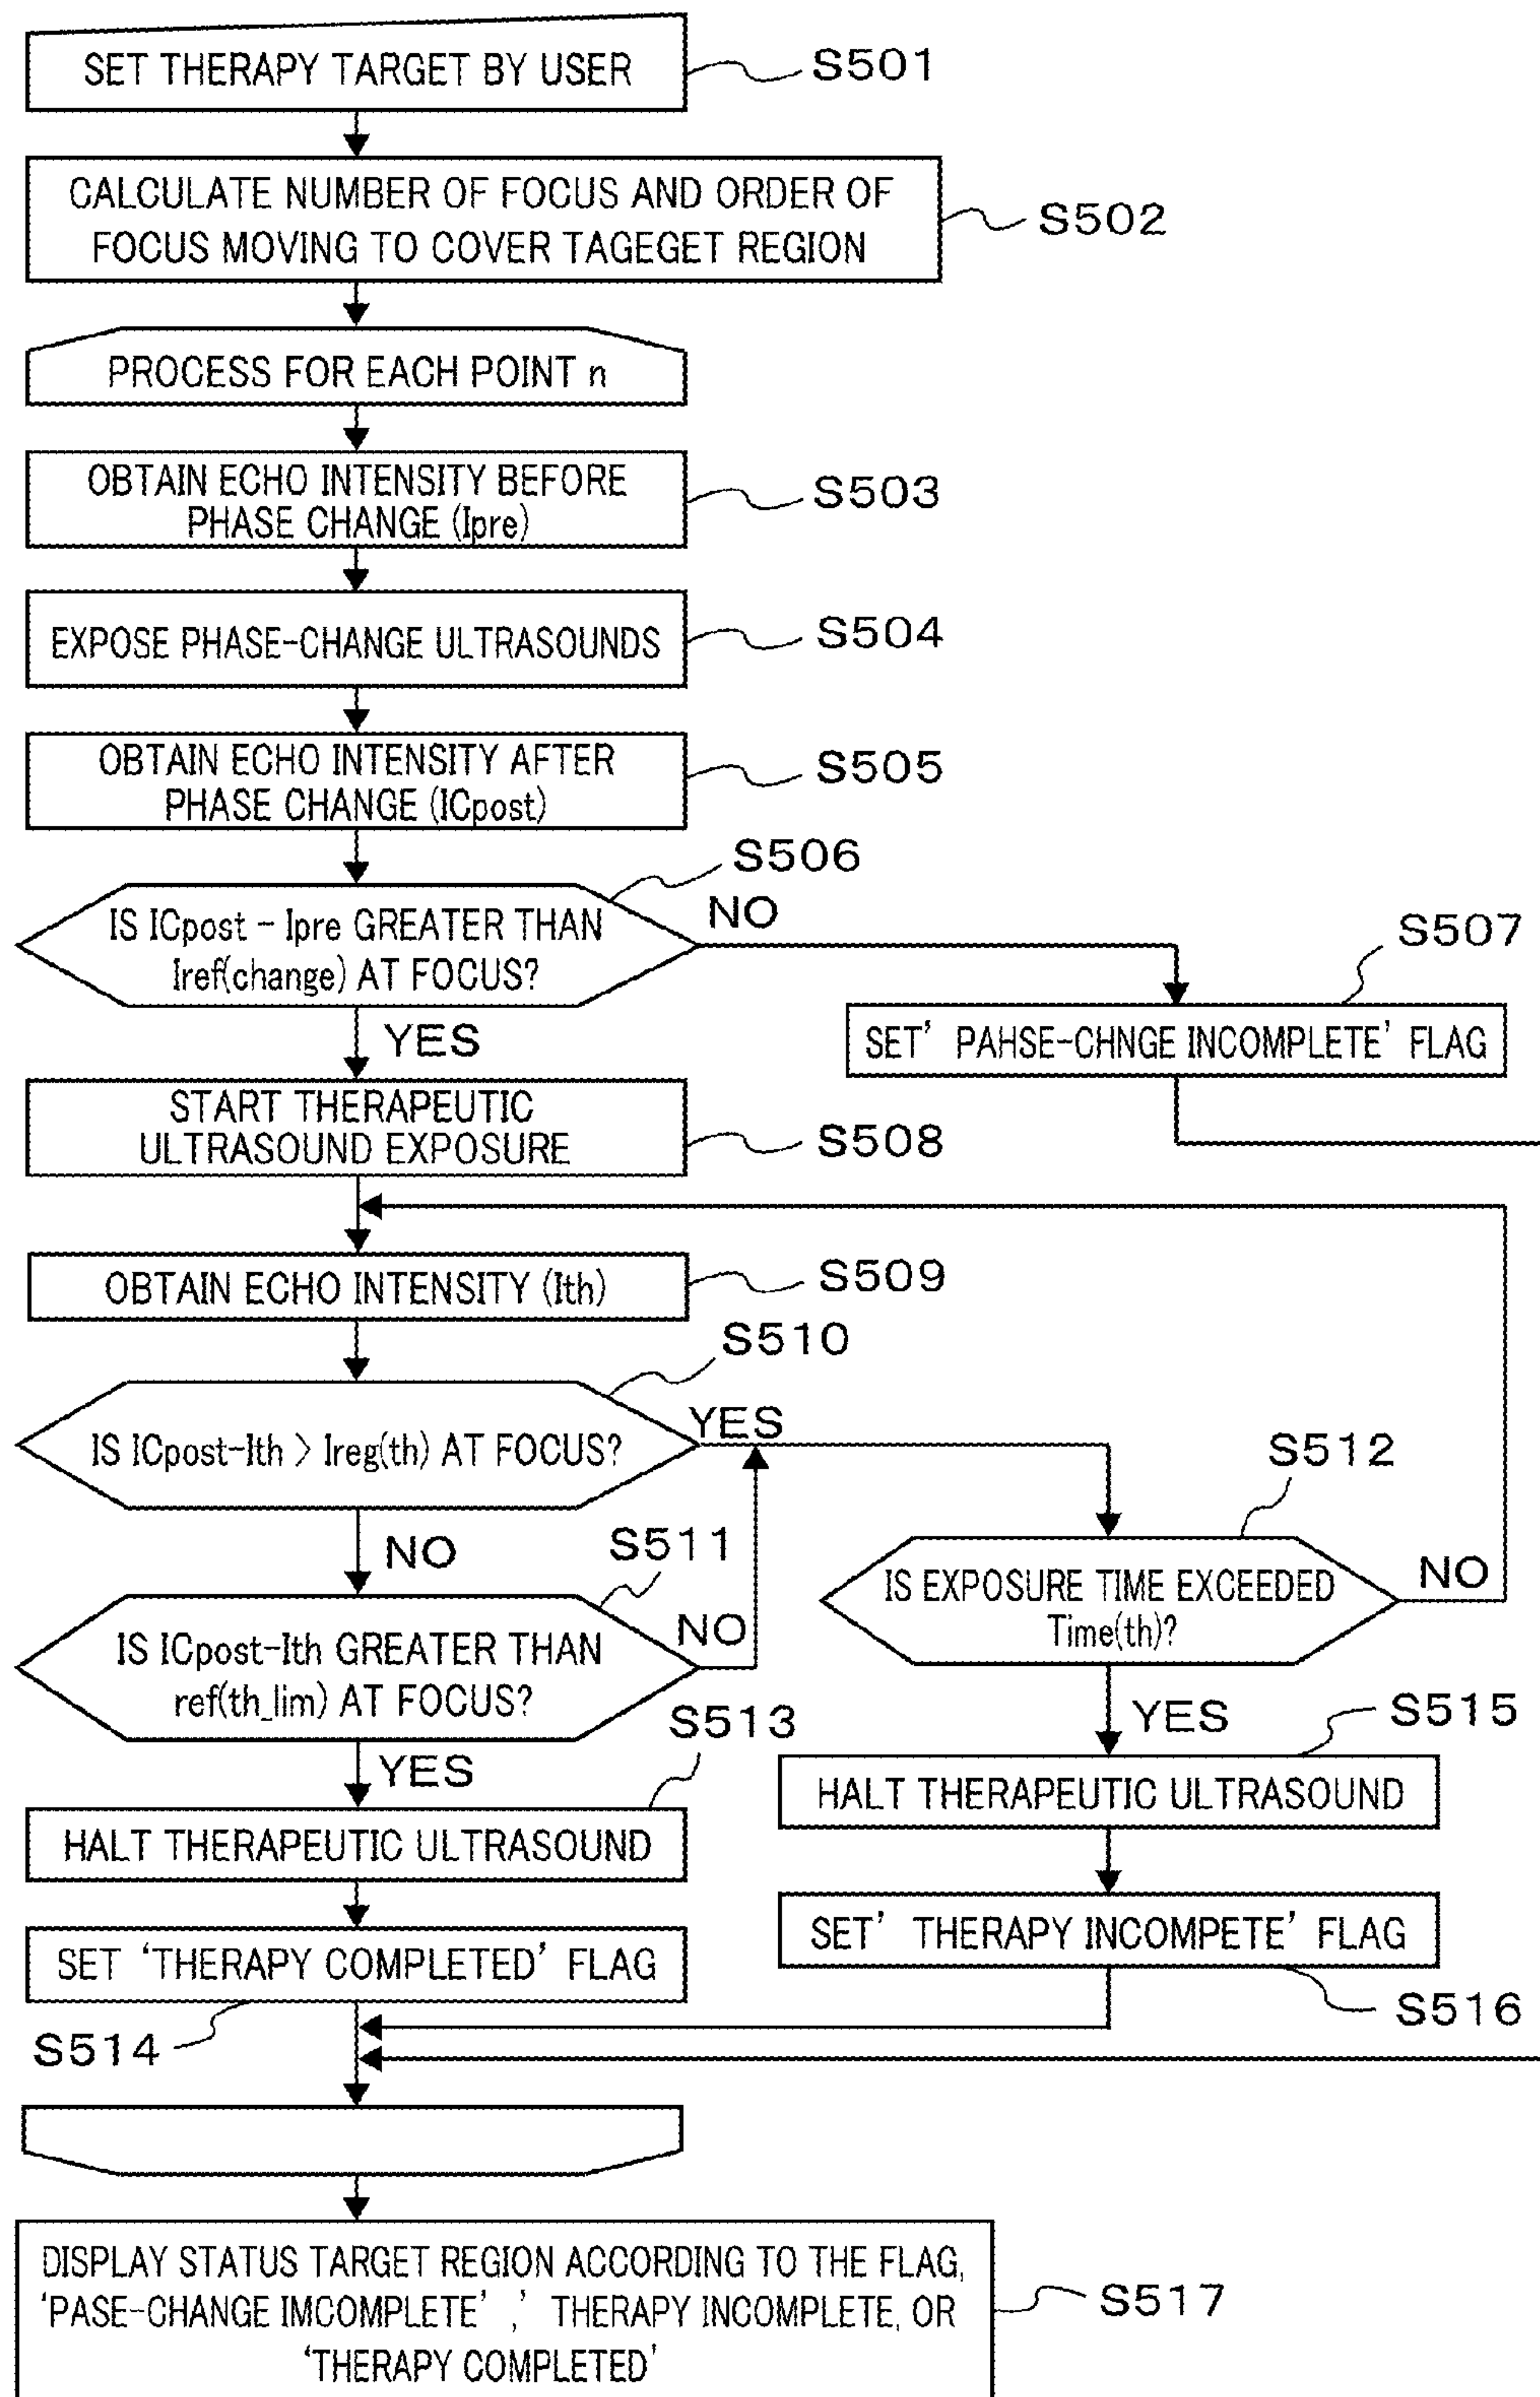 SET THERAPY TARGET BY USER
S501
CALCULATE NUMBER OF FOCUS AND ORDER OF
FOCUS MOVING TO COVER TAGEGET REGION
S502
PROCESS FOR EACH POINT n
OBTAIN ECHO INTENSITY BEFORE
PHASE CHANGE (Ipre)
S503
EXPOSE PHASE-CHANGE ULTRASOUNDS
S504
OBTAIN ECHO INTENSITY AFTER
PHASE CHANGE (ICpost)
S505
S506
IS ICpost - Ipre GREATER THAN
Iref(change) AT FOCUS?
NO
YES
S507
SET' PAHSE-CHNGE INCOMPLETE' FLAG
START THERAPEUTIC
ULTRASOUND EXPOSURE
S508
OBTAIN ECHO INTENSITY (Ith)
S509
S510
IS ICpost-Ith > Ireg(th) AT FOCUS?
YES
NO
S511
IS ICpost-Ith GREATER THAN
ref(th_lim) AT FOCUS?
NO
YES
S512
IS EXPOSURE TIME EXCEEDED
Time(th)?
NO
YES
S513
HALT THERAPEUTIC ULTRASOUND
S515
HALT THERAPEUTIC ULTRASOUND
SET 'THERAPY COMPLETED' FLAG
S514
SET' THERAPY INCOMPETE' FLAG
S516
DISPLAY STATUS TARGET REGION ACCORDING TO THE FLAG,
'PASE-CHANGE IMCOMPLETE' ,' THERAPY INCOMPLETE, OR
'THERAPY COMPLETED'
S517